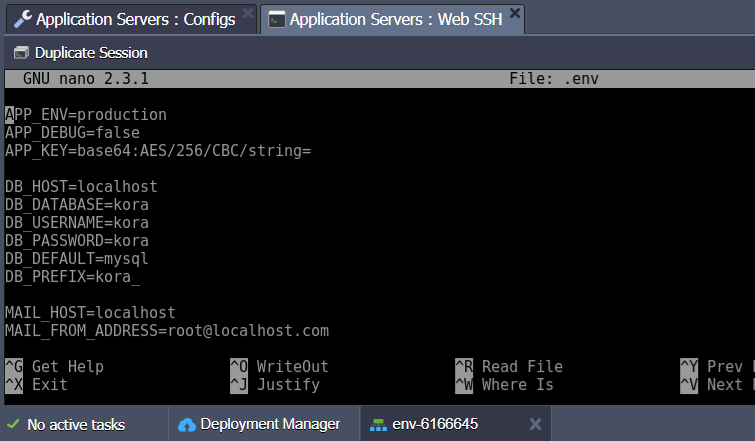 Application Servers : Configs
Application Servers : Web SSH
Duplicate Session
GNU nano 2.3.1 File: .env
APP_ENV=production
APP_DEBUG=false
APP_KEY=base64:AES/256/CBC/string=
DB_HOST=localhost
DB_DATABASE=kora
DB_USERNAME=kora
DB_PASSWORD=kora
DB_DEFAULT=mysql
DB_PREFIX=kora_
MAIL_HOST=localhost
MAIL_FROM_ADDRESS=root@localhost.com
^G Get Help ^O WriteOut ^R Read File ^Y Prev
^X Exit ^J Justify ^W Where Is ^V Next
No active tasks Deployment Manager env-6166645